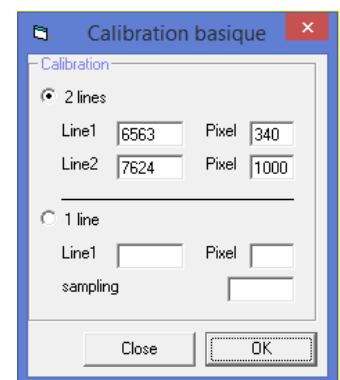 Calibration basique
Calibration
2 lines
Line1 6563 Pixel 340
Line2 7624 Pixel 1000
1 line
Line1 Pixel
sampling
Close OK